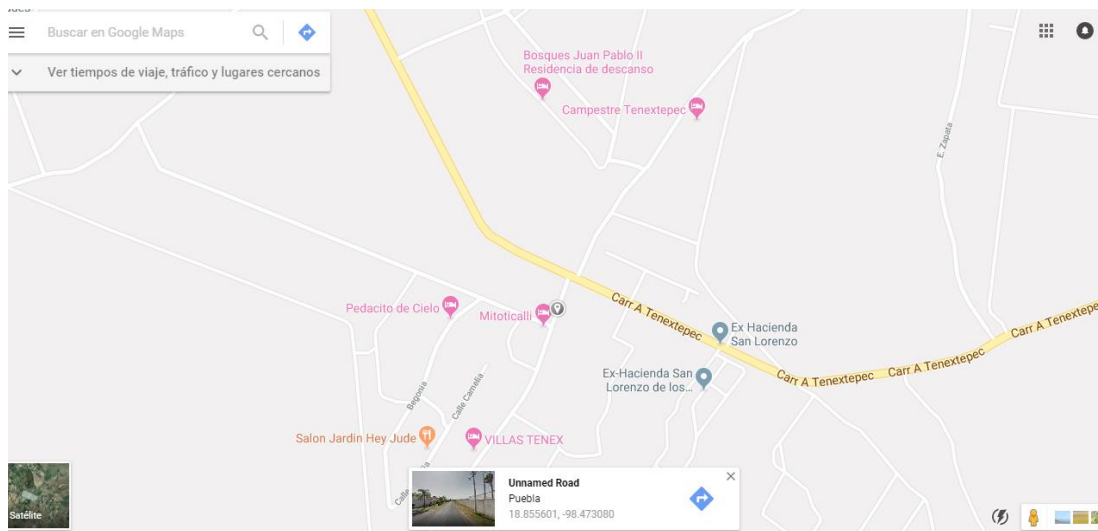 Buscar en Google Maps
Ver tiempos de viaje, tráfico y lugares cercanos
Bosques Juan Pablo II
Residencia de descanso
Campestre Tenextepec
E. Zapata
Pedacito de Cielo
Mitoticalli
Carr A Tenextepec
Ex Hacienda
San Lorenzo
Carr A Tenextepe
Ex-Hacienda San
Lorenzo de los...
Carr A Tenextepec
Carr A Tenextepec
Begonia
Calle Camelia
Salon Jardin Hey Jude
VILLAS TENEX
Calle
Unnamed Road
Puebla
18.855601, -98.473080
Satélite